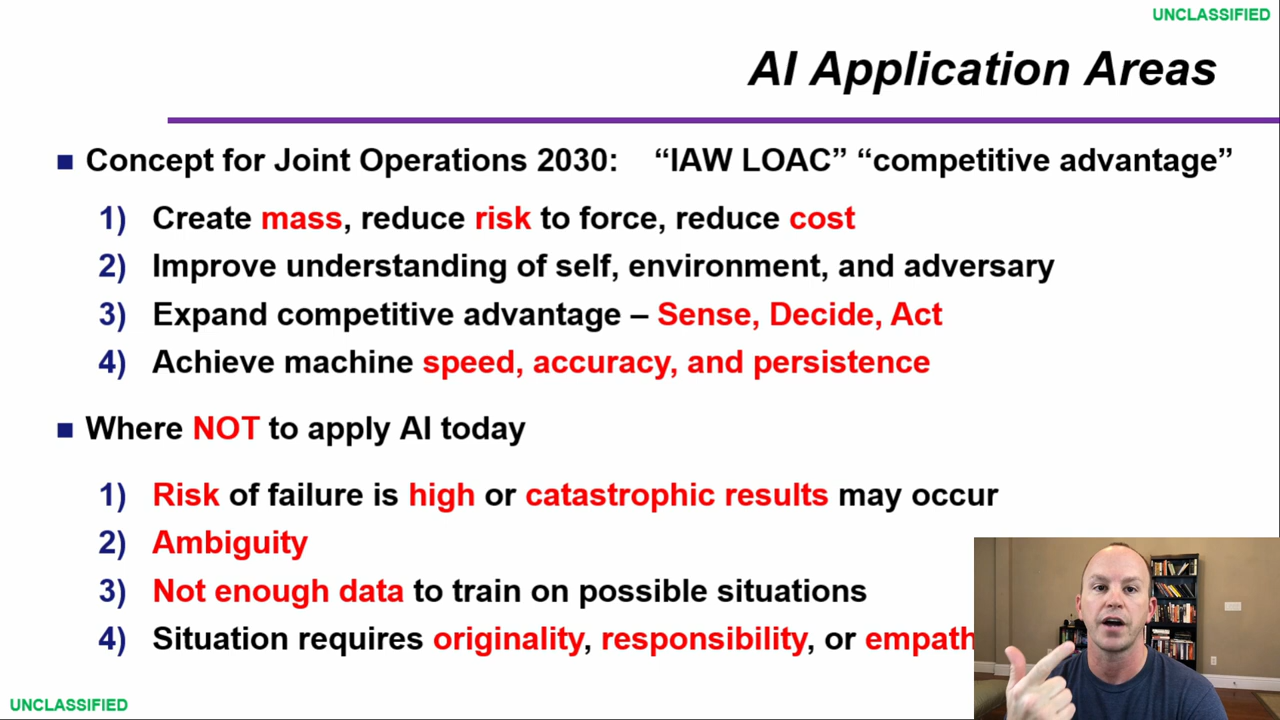 UNCLASSIFIED
AI Application Areas
■ Concept for Joint Operations 2030: “IAW LOAC” “competitive advantage”
1) Create mass, reduce risk to force, reduce cost
2) Improve understanding of self, environment, and adversary
3) Expand competitive advantage – Sense, Decide, Act
4) Achieve machine speed, accuracy, and persistence
■ Where NOT to apply AI today
1) Risk of failure is high or catastrophic results may occur
2) Ambiguity
3) Not enough data to train on possible situations
4) Situation requires originality, responsibility, or empath
UNCLASSIFIED